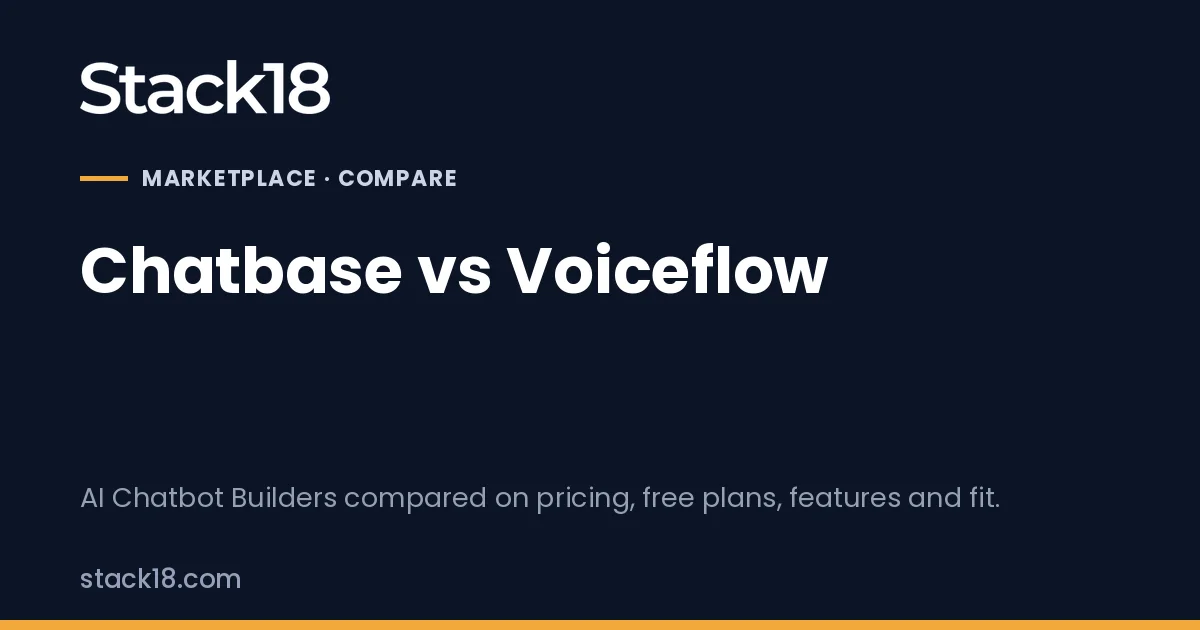 Stack18
MARKETPLACE · COMPARE
Chatbase vs Voiceflow
AI Chatbot Builders compared on pricing, free plans, features and fit.
stack18.com